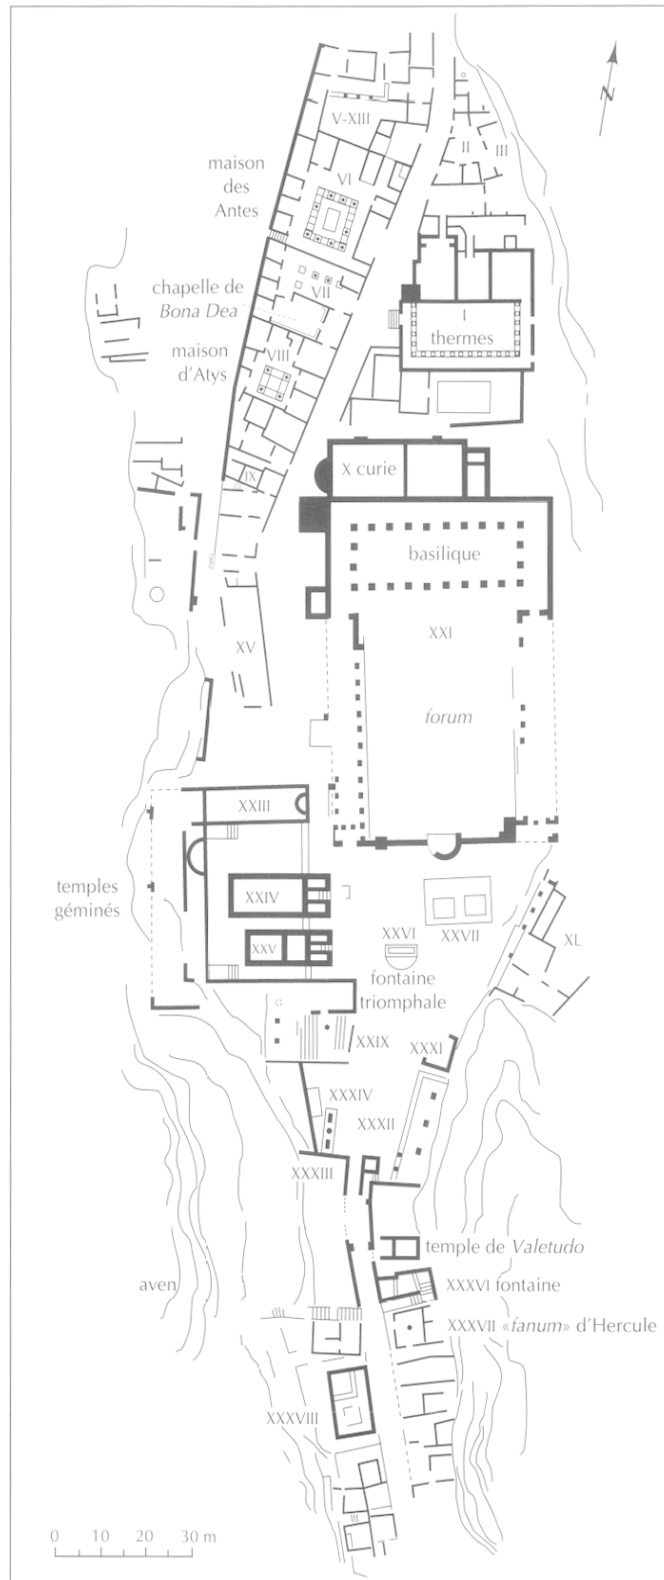 N
V-XIII
II
III
maison
des
Antes
VI
chapelle de
Bona Dea
VII
I
thermes
maison
d'Atys
VIII
IX
X curie
basilique
XV
XXI
forum
XXIII
temples
géminés
XXIV
XXV
XXVI
fontaine
triomphale
XXVII
XL
XXIX
XXXI
XXXIV
XXXII
XXXIII
temple de Valetudo
aven
XXXVI fontaine
XXXVII «fanum» d'Hercule
XXXVIII
0 10 20 30 m